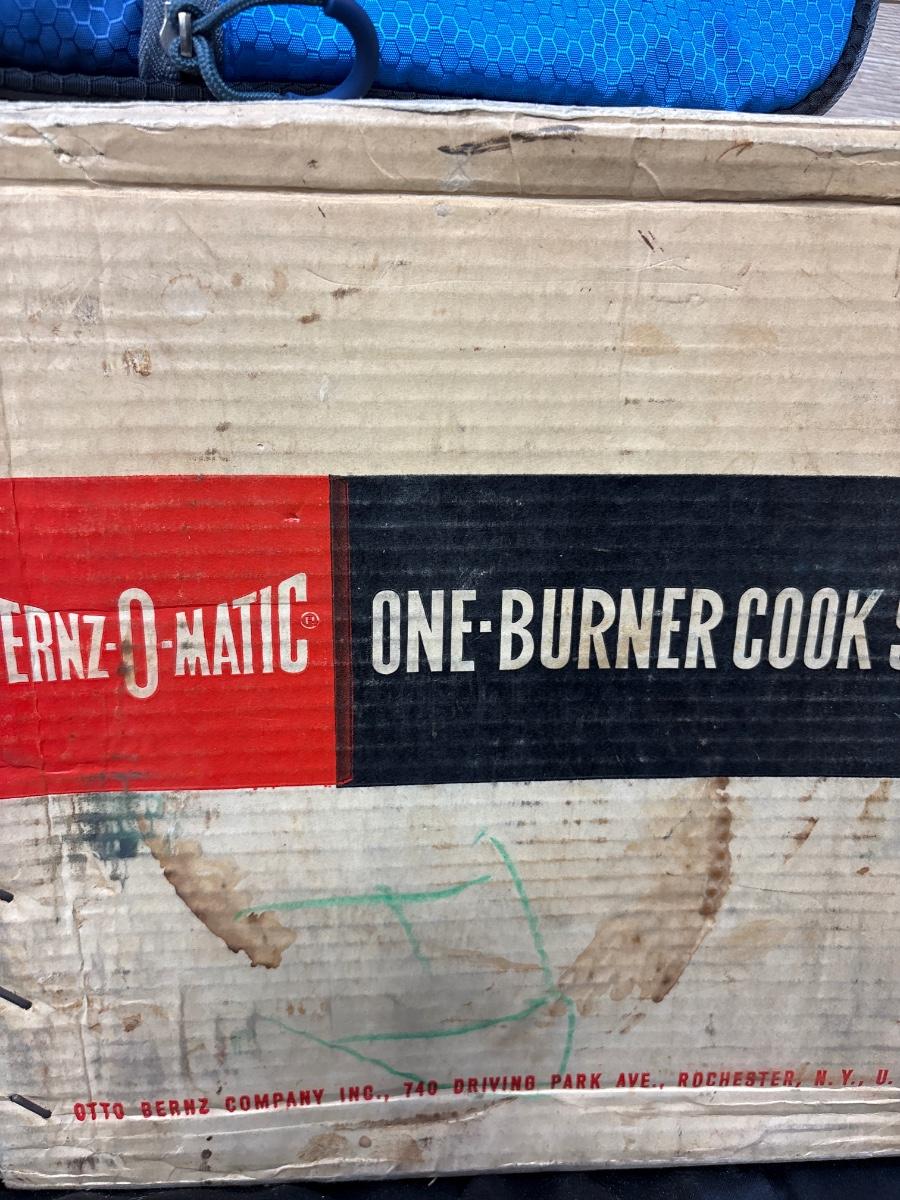 ERNZ-O-MATIC® ONE-BURNER COOK S
OTTO BERNZ COMPANY INC., 740 DRIVING PARK AVE., ROCHESTER, N.Y., U.